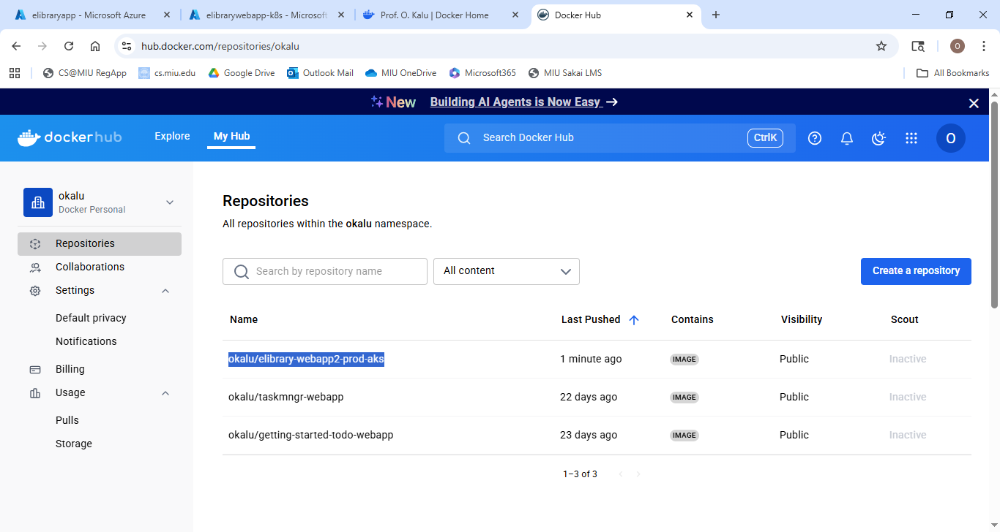 elibraryapp - Microsoft Azure
elibrarywebapp-k8s - Microsoft
Prof. O. Kalu | Docker Home
Docker Hub
hub.docker.com/repositories/okalu
O
CS@MIU RegApp
cs.miu.edu
Google Drive
Outlook Mail
MIU OneDrive
Microsoft365
MIU Sakai LMS
All Bookmarks
New Building AI Agents is Now Easy
dockerhub
Explore
My Hub
Search Docker Hub
CtrlK
O
okalu
Docker Personal
Repositories
Collaborations
Settings
Default privacy
Notifications
Billing
Usage
Pulls
Storage
Repositories
All repositories within the okalu namespace.
Search by repository name
All content
Create a repository
Name Last Pushed Contains Visibility Scout
okalu/elibrary-webapp2-prod-aks 1 minute ago IMAGE Public Inactive
okalu/taskmngr-webapp 22 days ago IMAGE Public Inactive
okalu/getting-started-todo-webapp 23 days ago IMAGE Public Inactive
1–3 of 3